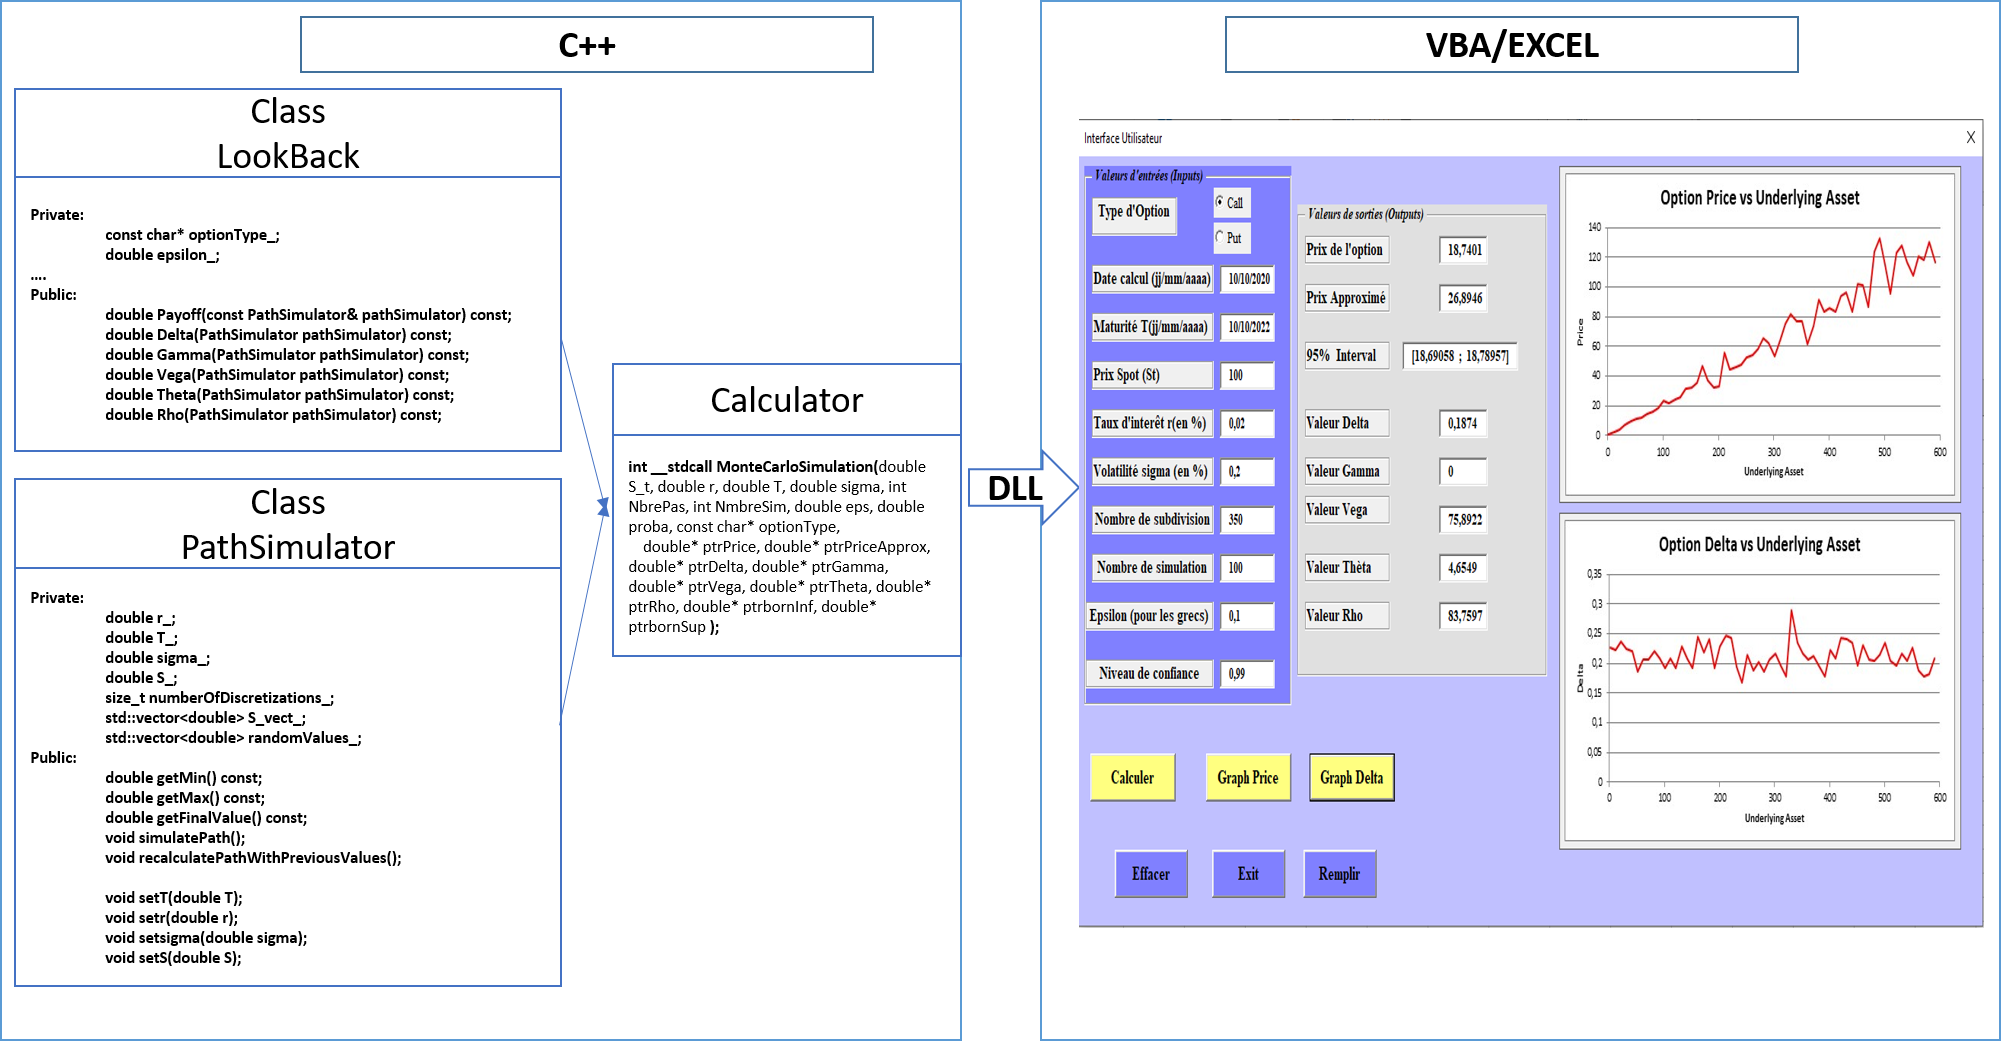 C++
Class
LookBack
Private:
const char* optionType_;
double epsilon_;
....
Public:
double Payoff(const PathSimulator& pathSimulator) const;
double Delta(PathSimulator pathSimulator) const;
double Gamma(PathSimulator pathSimulator) const;
double Vega(PathSimulator pathSimulator) const;
double Theta(PathSimulator pathSimulator) const;
double Rho(PathSimulator pathSimulator) const;
Class
PathSimulator
Private:
double r_;
double T_;
double sigma_;
double S_;
size_t numberOfDiscretizations_;
std::vector<double> S_vect_;
std::vector<double> randomValues_;
Public:
double getMin() const;
double getMax() const;
double getFinalValue() const;
void simulatePath();
void recalculatePathWithPreviousValues();
void setT(double T);
void setr(double r);
void setsigma(double sigma);
void setS(double S);
Calculator
int __stdcall MonteCarloSimulation(double
S_t, double r, double T, double sigma, int
NbrePas, int NmbreSim, double eps, double
proba, const char* optionType,
double* ptrPrice, double* ptrPriceApprox,
double* ptrDelta, double* ptrGamma,
double* ptrVega, double* ptrTheta, double*
ptrRho, double* ptrbornInf, double*
ptrbornSup );
DLL
VBA/EXCEL
Interface Utilisateur
X
Valeurs d'entrées (Inputs)
Type d'Option
Call
Put
Date calcul (jj/mm/aaaa) 10/10/2020
Maturité T(jj/mm/aaaa) 10/10/2022
Prix Spot (St) 100
Taux d'interêt r(en %) 0,02
Volatilité sigma (en %) 0,2
Nombre de subdivision 350
Nombre de simulation 100
Epsilon (pour les grecs) 0,1
Niveau de confiance 0,99
Valeurs de sorties (Outputs)
Prix de l'option 18,7401
Prix Approximé 26,8946
95% Interval [18,69058 ; 18,78957]
Valeur Delta 0,1874
Valeur Gamma 0
Valeur Vega 75,8922
Valeur Thèta 4,6549
Valeur Rho 83,7597
Calculer
Graph Price
Graph Delta
Effacer
Exit
Remplir
Option Price vs Underlying Asset
140
120
100
80
60
40
20
0
Price
0 100 200 300 400 500 600
Underlying Asset
Option Delta vs Underlying Asset
0,35
0,3
0,25
0,2
0,15
0,1
0,05
0
Delta
0 100 200 300 400 500 600
Underlying Asset